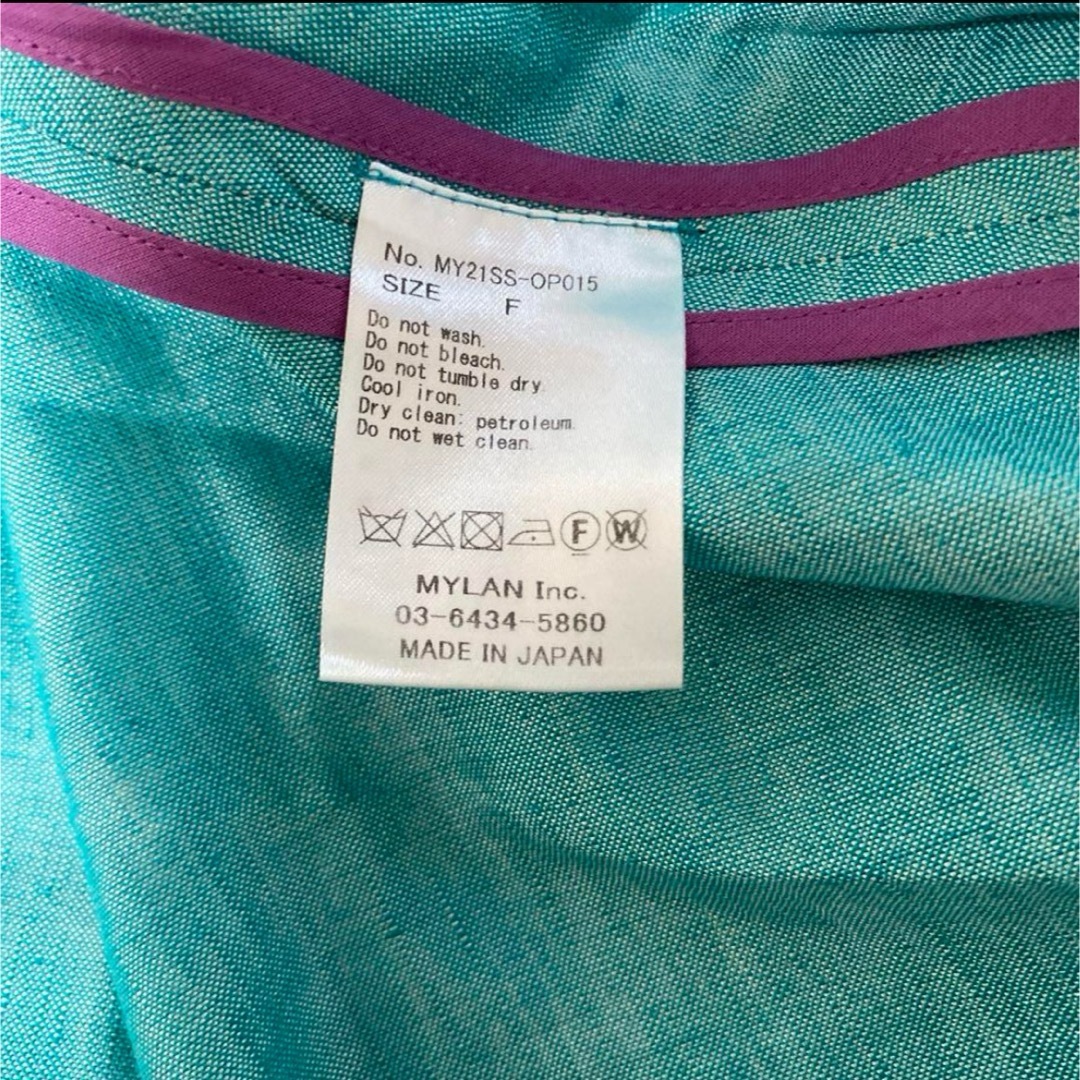 No. MY21SS-OP015
SIZE F
Do not wash.
Do not bleach.
Do not tumble dry.
Cool iron.
Dry clean: petroleum.
Do not wet clean.
F W
MYLAN Inc.
03-6434-5860
MADE IN JAPAN